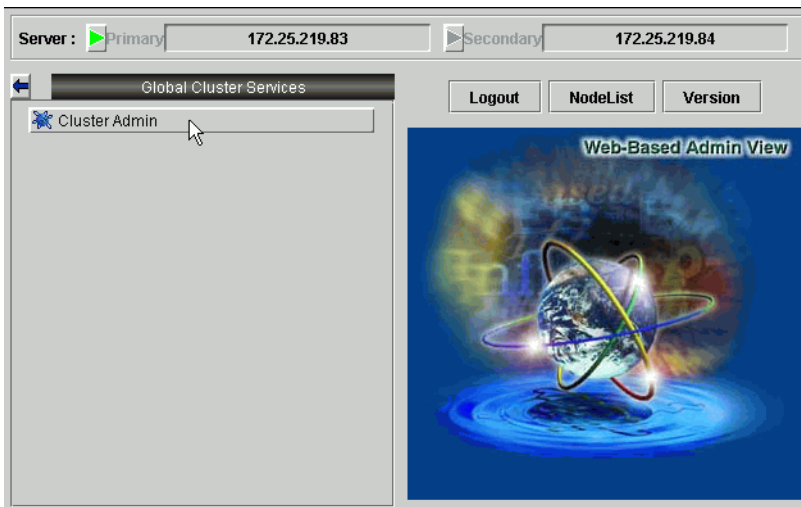 Server : Primary 172.25.219.83 Secondary 172.25.219.84
Global Cluster Services
Logout NodeList Version
Cluster Admin
Web-Based Admin View